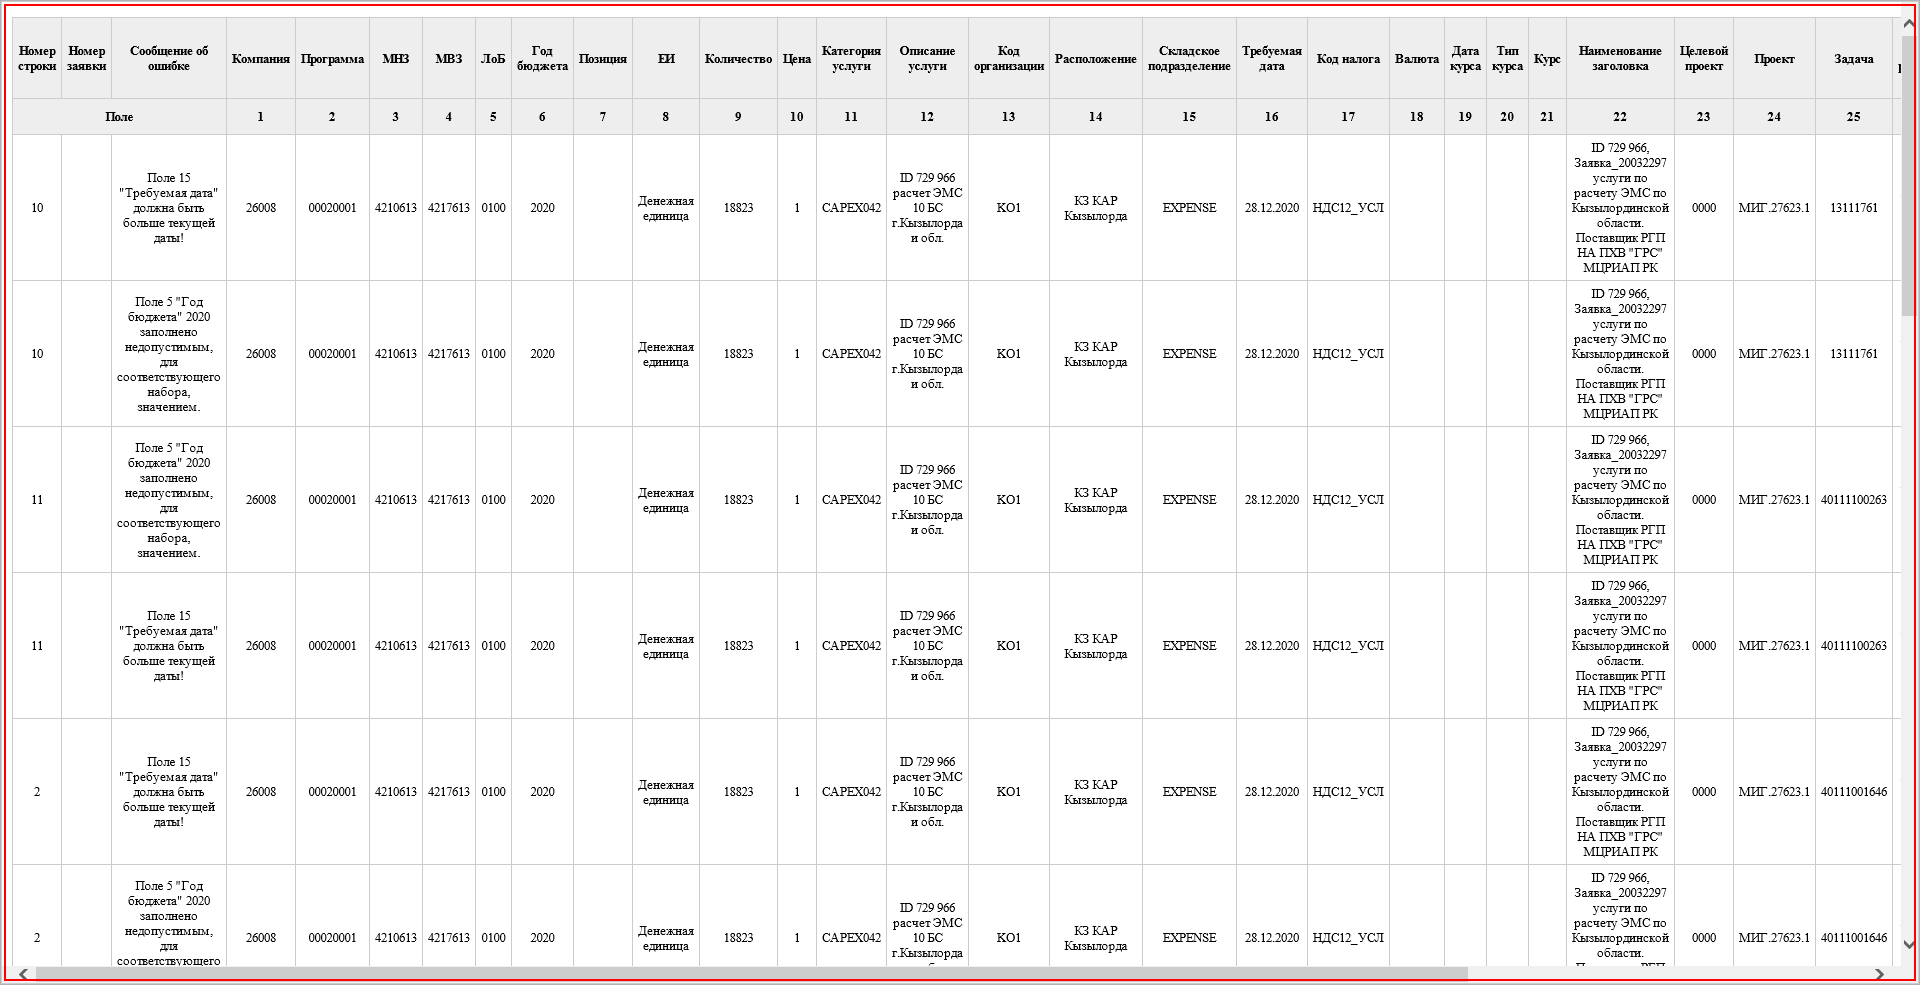 Номер строки	Номер заявки	Сообщение об ошибке	Компания	Программа	МНЗ	МВЗ	ЛоБ	Год бюджета	Позиция	ЕИ	Количество	Цена	Категория услуги	Описание услуги	Код организации	Расположение	Складское подразделение	Требуемая дата	Код налога	Валюта	Дата курса	Тип курса	Курс	Наименование заголовка	Целевой проект	Проект	Задача
Поле	1	2	3	4	5	6	7	8	9	10	11	12	13	14	15	16	17	18	19	20	21	22	23	24	25
10	Поле 15 "Требуемая дата" должна быть больше текущей даты!	26008	00020001	4210613	4217613	0100	2020	Денежная единица	18823	1	CAPEX042	ID 729 966 расчет ЭМС 10 БС г.Кызылорда и обл.	KO1	КЗ КАР Кызылорда	EXPENSE	28.12.2020	НДС12_УСЛ	ID 729 966, Заявка_20032297 услуги по расчету ЭМС по Кызылординской области. Поставщик РГП НА ПХВ "ГРС" МЦРИАП РК	0000	МИГ.27623.1	13111761
10	Поле 5 "Год бюджета" 2020 заполнено недопустимым, для соответствующего набора, значением.	26008	00020001	4210613	4217613	0100	2020	Денежная единица	18823	1	CAPEX042	ID 729 966 расчет ЭМС 10 БС г.Кызылорда и обл.	KO1	КЗ КАР Кызылорда	EXPENSE	28.12.2020	НДС12_УСЛ	ID 729 966, Заявка_20032297 услуги по расчету ЭМС по Кызылординской области. Поставщик РГП НА ПХВ "ГРС" МЦРИАП РК	0000	МИГ.27623.1	13111761
11	Поле 5 "Год бюджета" 2020 заполнено недопустимым, для соответствующего набора, значением.	26008	00020001	4210613	4217613	0100	2020	Денежная единица	18823	1	CAPEX042	ID 729 966 расчет ЭМС 10 БС г.Кызылорда и обл.	KO1	КЗ КАР Кызылорда	EXPENSE	28.12.2020	НДС12_УСЛ	ID 729 966, Заявка_20032297 услуги по расчету ЭМС по Кызылординской области. Поставщик РГП НА ПХВ "ГРС" МЦРИАП РК	0000	МИГ.27623.1	40111100263
11	Поле 15 "Требуемая дата" должна быть больше текущей даты!	26008	00020001	4210613	4217613	0100	2020	Денежная единица	18823	1	CAPEX042	ID 729 966 расчет ЭМС 10 БС г.Кызылорда и обл.	KO1	КЗ КАР Кызылорда	EXPENSE	28.12.2020	НДС12_УСЛ	ID 729 966, Заявка_20032297 услуги по расчету ЭМС по Кызылординской области. Поставщик РГП НА ПХВ "ГРС" МЦРИАП РК	0000	МИГ.27623.1	40111100263
2	Поле 15 "Требуемая дата" должна быть больше текущей даты!	26008	00020001	4210613	4217613	0100	2020	Денежная единица	18823	1	CAPEX042	ID 729 966 расчет ЭМС 10 БС г.Кызылорда и обл.	KO1	КЗ КАР Кызылорда	EXPENSE	28.12.2020	НДС12_УСЛ	ID 729 966, Заявка_20032297 услуги по расчету ЭМС по Кызылординской области. Поставщик РГП НА ПХВ "ГРС" МЦРИАП РК	0000	МИГ.27623.1	40111001646
2	Поле 5 "Год бюджета" 2020 заполнено недопустимым, для соответствующего	26008	00020001	4210613	4217613	0100	2020	Денежная единица	18823	1	CAPEX042	ID 729 966 расчет ЭМС 10 БС г.Кызылорда	KO1	КЗ КАР Кызылорда	EXPENSE	28.12.2020	НДС12_УСЛ	ID 729 966, Заявка_20032297 услуги по расчету ЭМС по Кызылординской области.	0000	МИГ.27623.1	40111001646